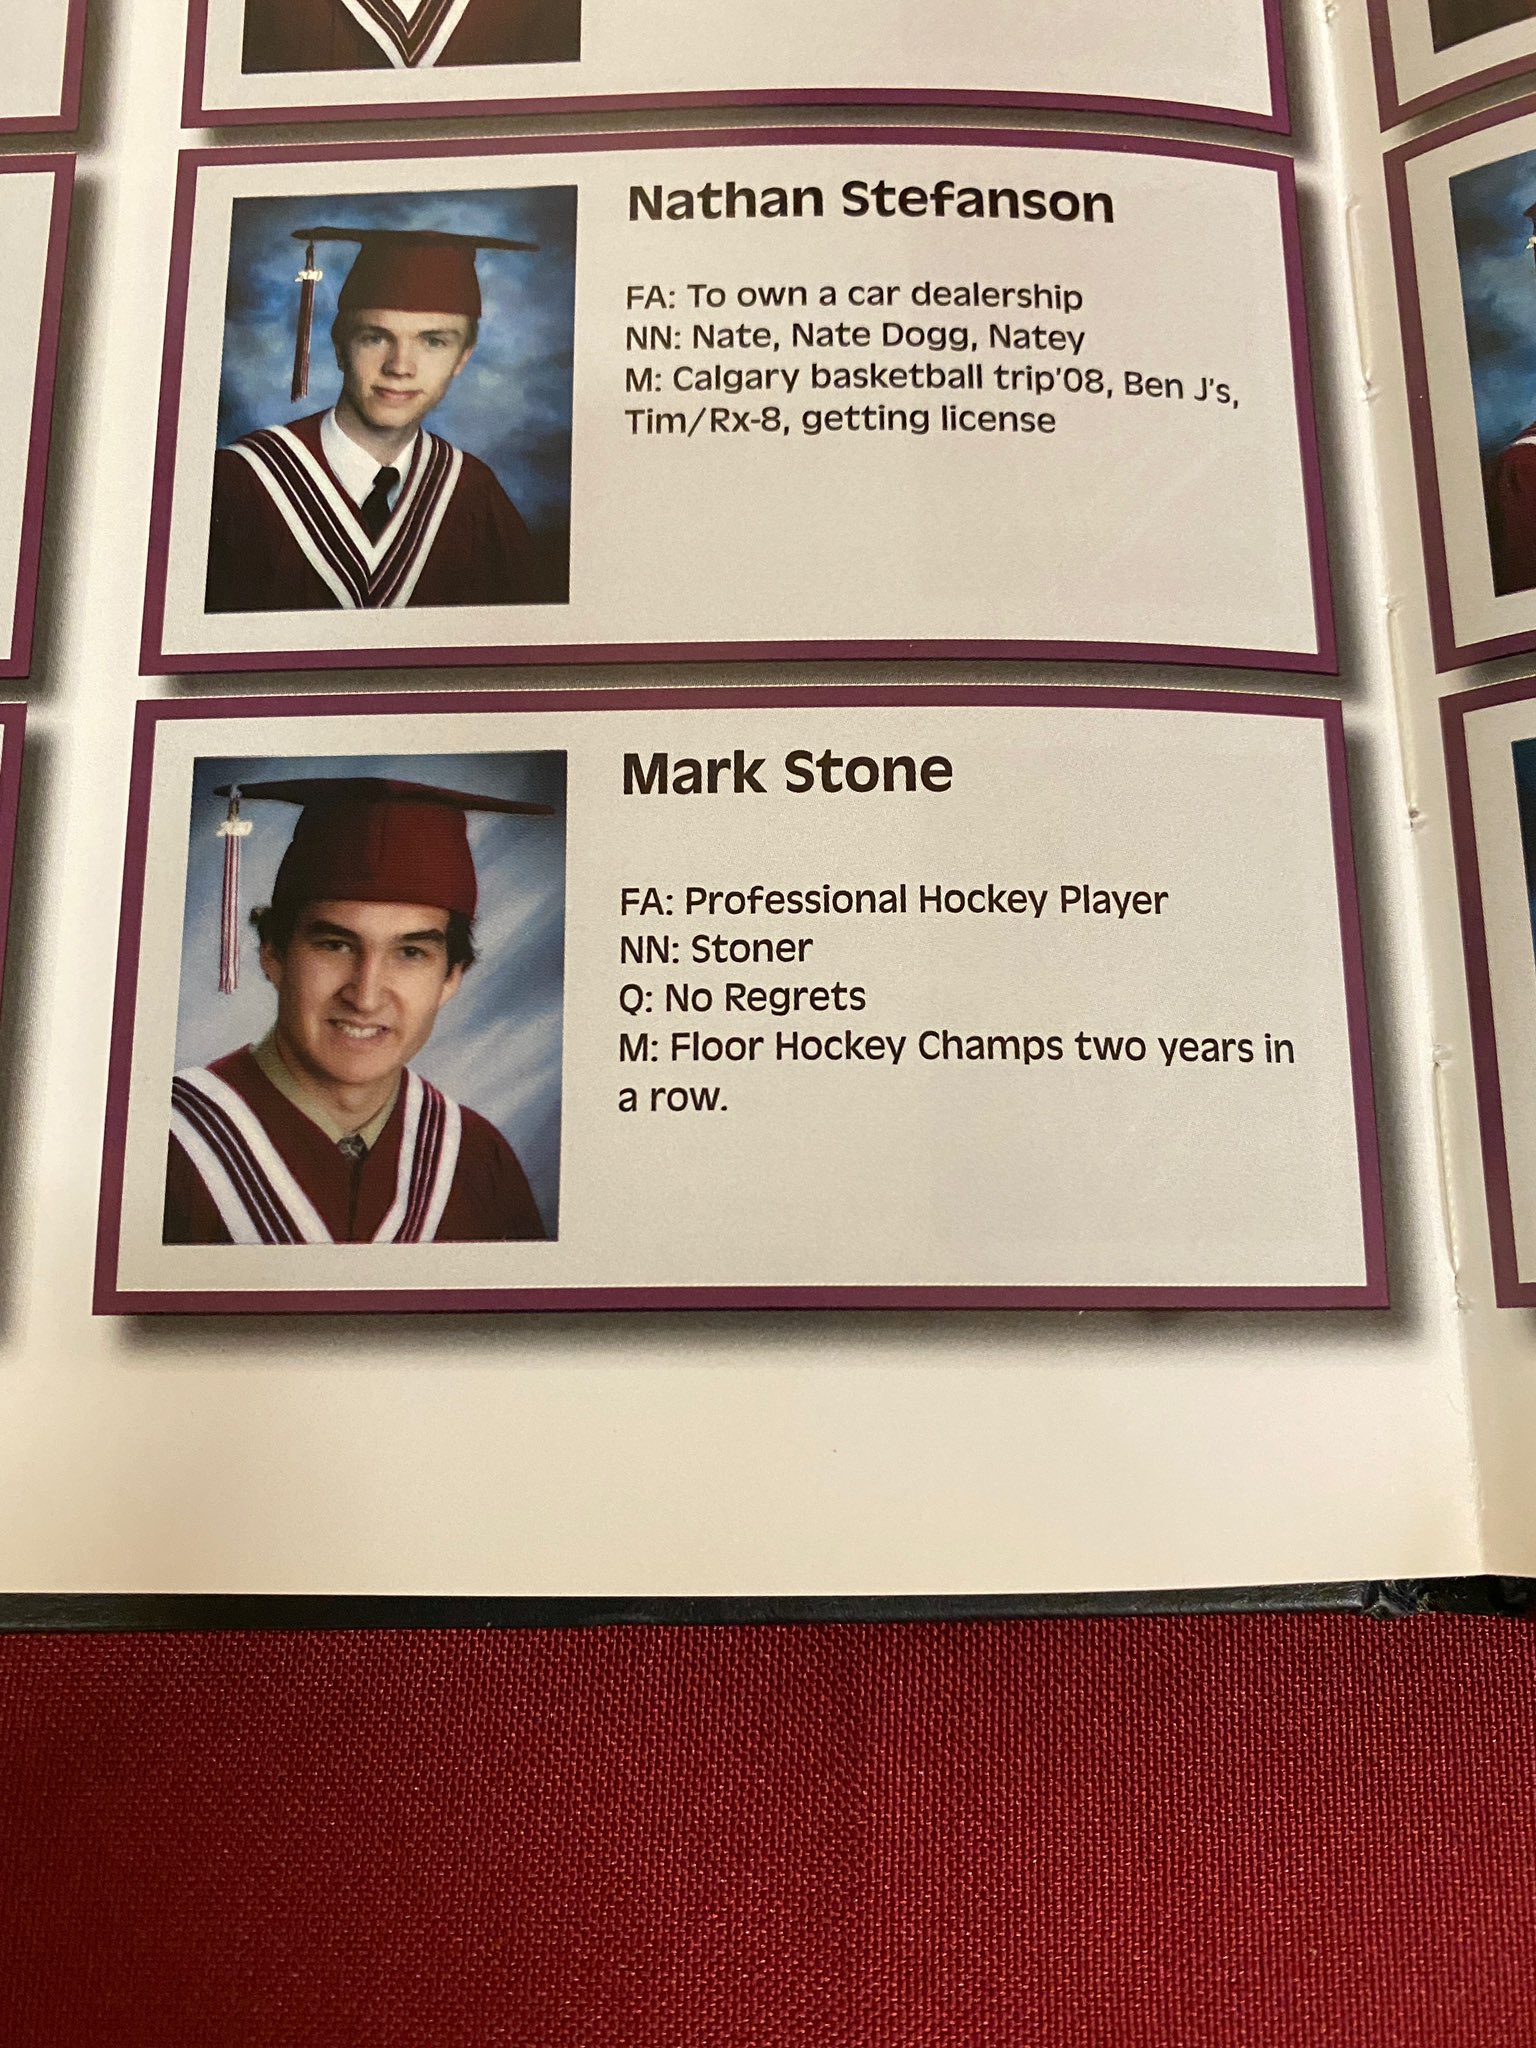 Nathan Stefanson
FA: To own a car dealership
NN: Nate, Nate Dogg, Natey
M: Calgary basketball trip'08, Ben J's,
Tim/Rx-8, getting license
2010
Mark Stone
FA: Professional Hockey Player
NN: Stoner
Q: No Regrets
M: Floor Hockey Champs two years in
a row.
2010